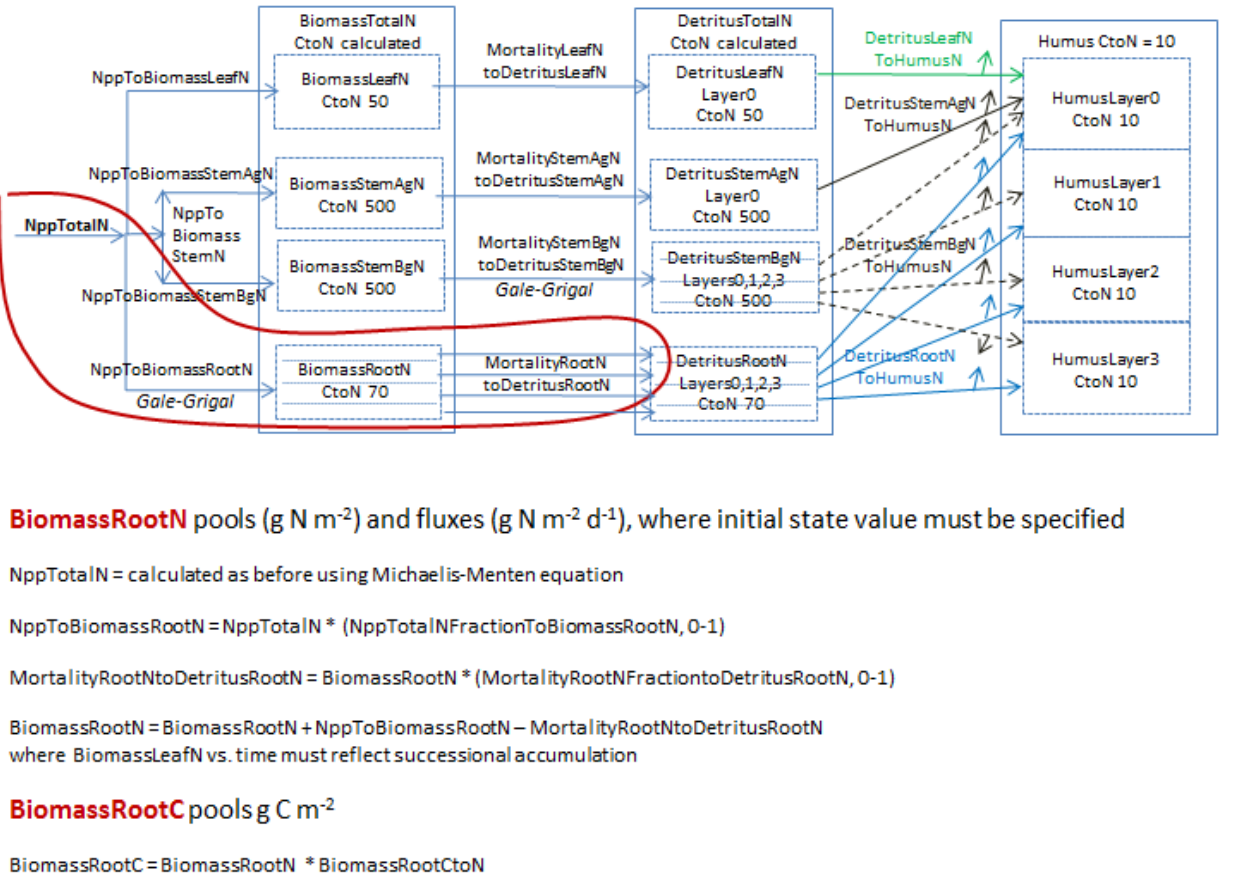 BiomassTotalN
CtoN calculated
DetritusTotalN
CtoN calculated
Humus CtoN = 10
NppToBiomassLeafN
BiomassLeafN
CtoN 50
MortalityLeafN
toDetritusLeafN
DetritusLeafN
Layer0
CtoN 50
DetritusLeafN
ToHumusN
HumusLayer0
CtoN 10
DetritusStemAgN
ToHumusN
NppToBiomassStemAgN
BiomassStemAgN
CtoN 500
MortalityStemAgN
toDetritusStemAgN
DetritusStemAgN
Layer0
CtoN 500
HumusLayer1
CtoN 10
NppTotalN
NppTo
Biomass
StemN
NppToBiomassStemBgN
BiomassStemBgN
CtoN 500
MortalityStemBgN
toDetritusStemBgN
Gale-Grigal
DetritusStemBgN
Layers0,1,2,3
CtoN 500
DetritusStemBgN
ToHumusN
HumusLayer2
CtoN 10
NppToBiomassRootN
Gale-Grigal
BiomassRootN
CtoN 70
MortalityRootN
toDetritusRootN
DetritusRootN
Layers0,1,2,3
CtoN 70
DetritusRootN
ToHumusN
HumusLayer3
CtoN 10
BiomassRootN pools (g N m-2) and fluxes (g N m-2 d-1), where initial state value must be specified
NppTotalN = calculated as before using Michaelis-Menten equation
NppToBiomassRootN = NppTotalN * (NppTotalNFractionToBiomassRootN, 0-1)
MortalityRootNtoDetritusRootN = BiomassRootN * (MortalityRootNFractiontoDetritusRootN, 0-1)
BiomassRootN = BiomassRootN + NppToBiomassRootN – MortalityRootNtoDetritusRootN
where BiomassLeafN vs. time must reflect successional accumulation
BiomassRootC pools g C m-2
BiomassRootC = BiomassRootN * BiomassRootCtoN